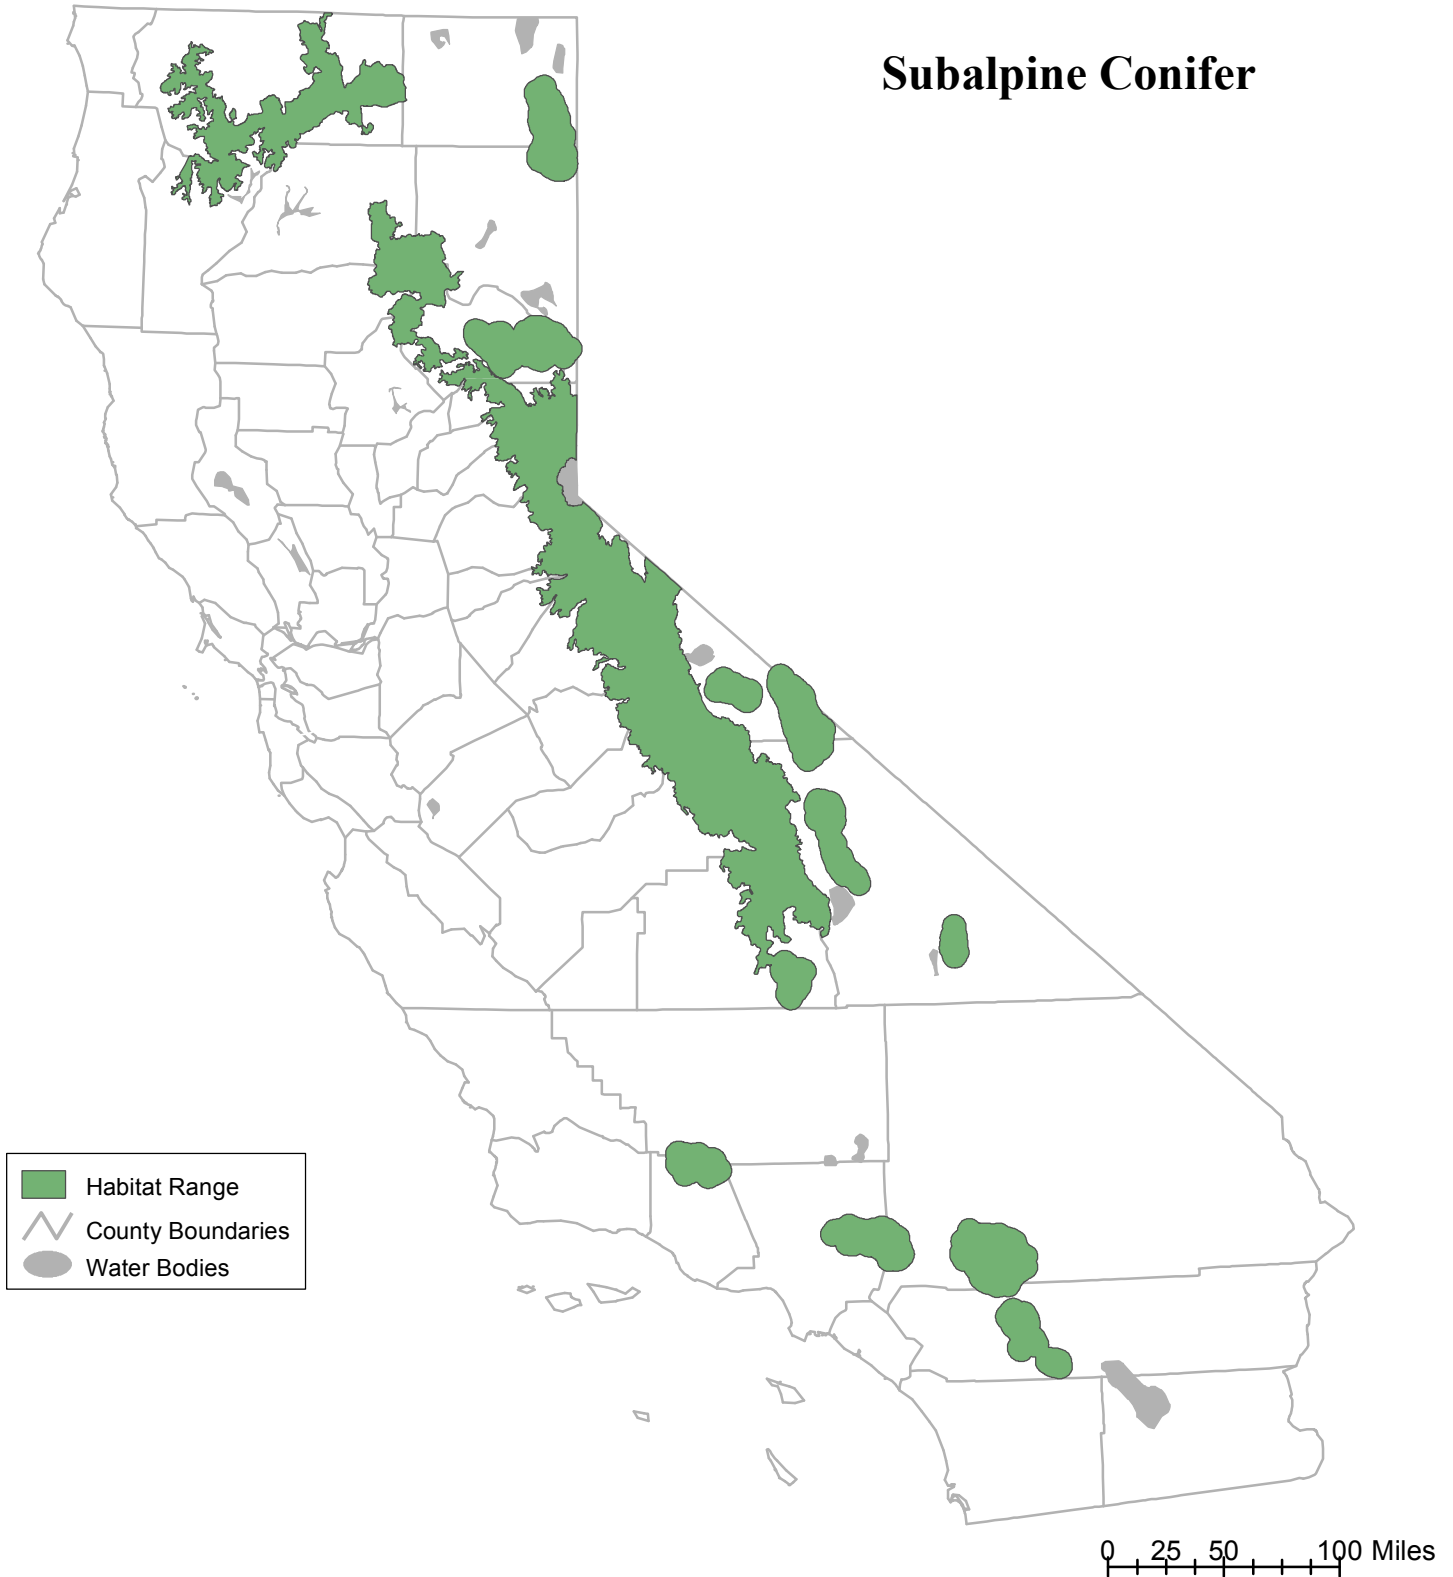 Subalpine Conifer
Habitat Range
County Boundaries
Water Bodies
0 25 50 100 Miles